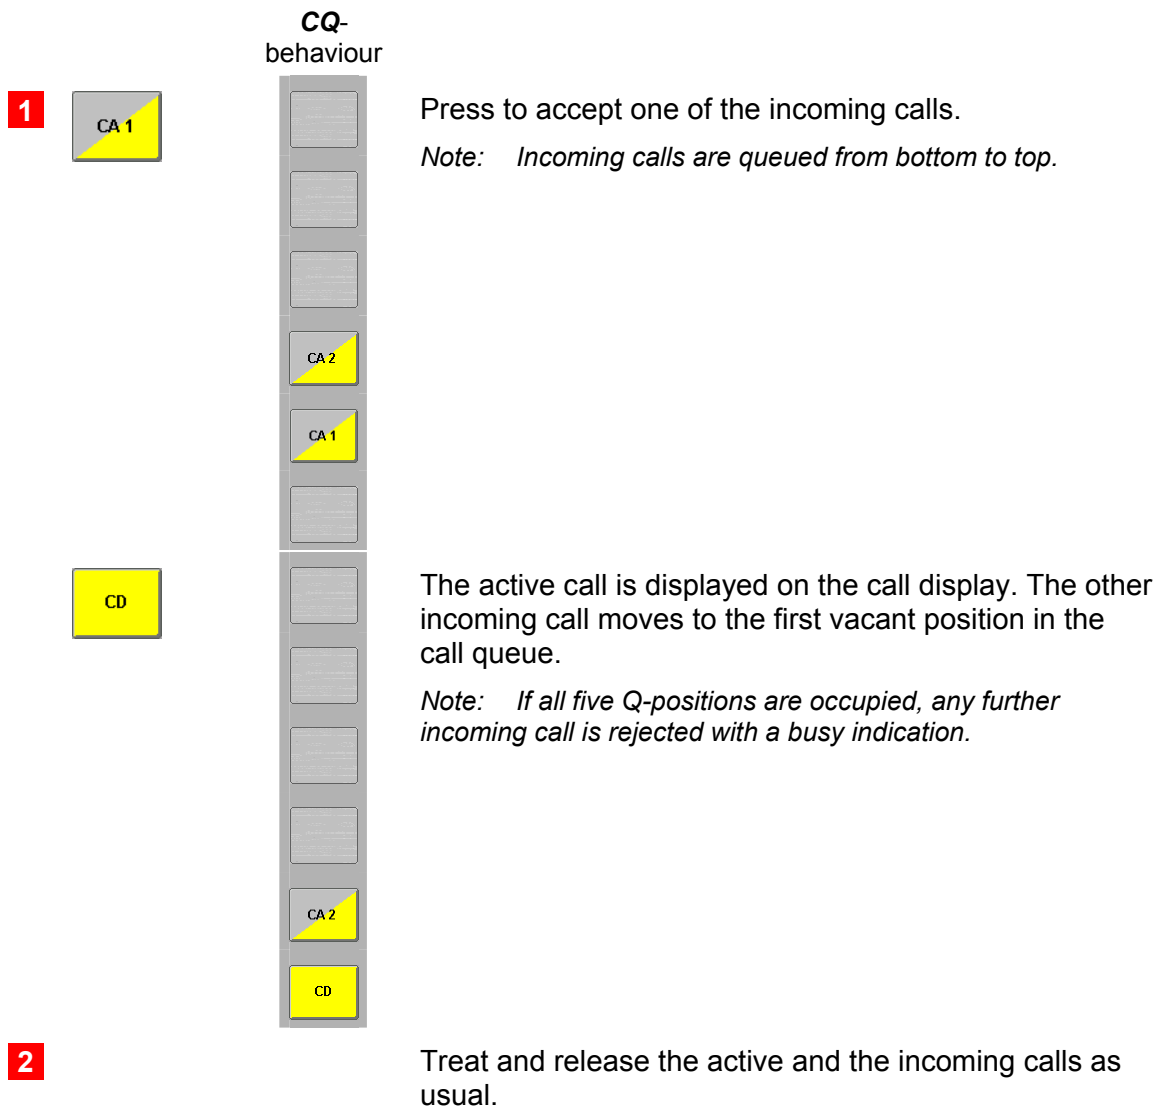 CQ-
behaviour
1
CA 1
Press to accept one of the incoming calls.
Note: Incoming calls are queued from bottom to top.
CA 2
CA 1
CD
The active call is displayed on the call display. The other
incoming call moves to the first vacant position in the
call queue.
Note: If all five Q-positions are occupied, any further
incoming call is rejected with a busy indication.
CA 2
CD
2
Treat and release the active and the incoming calls as
usual.